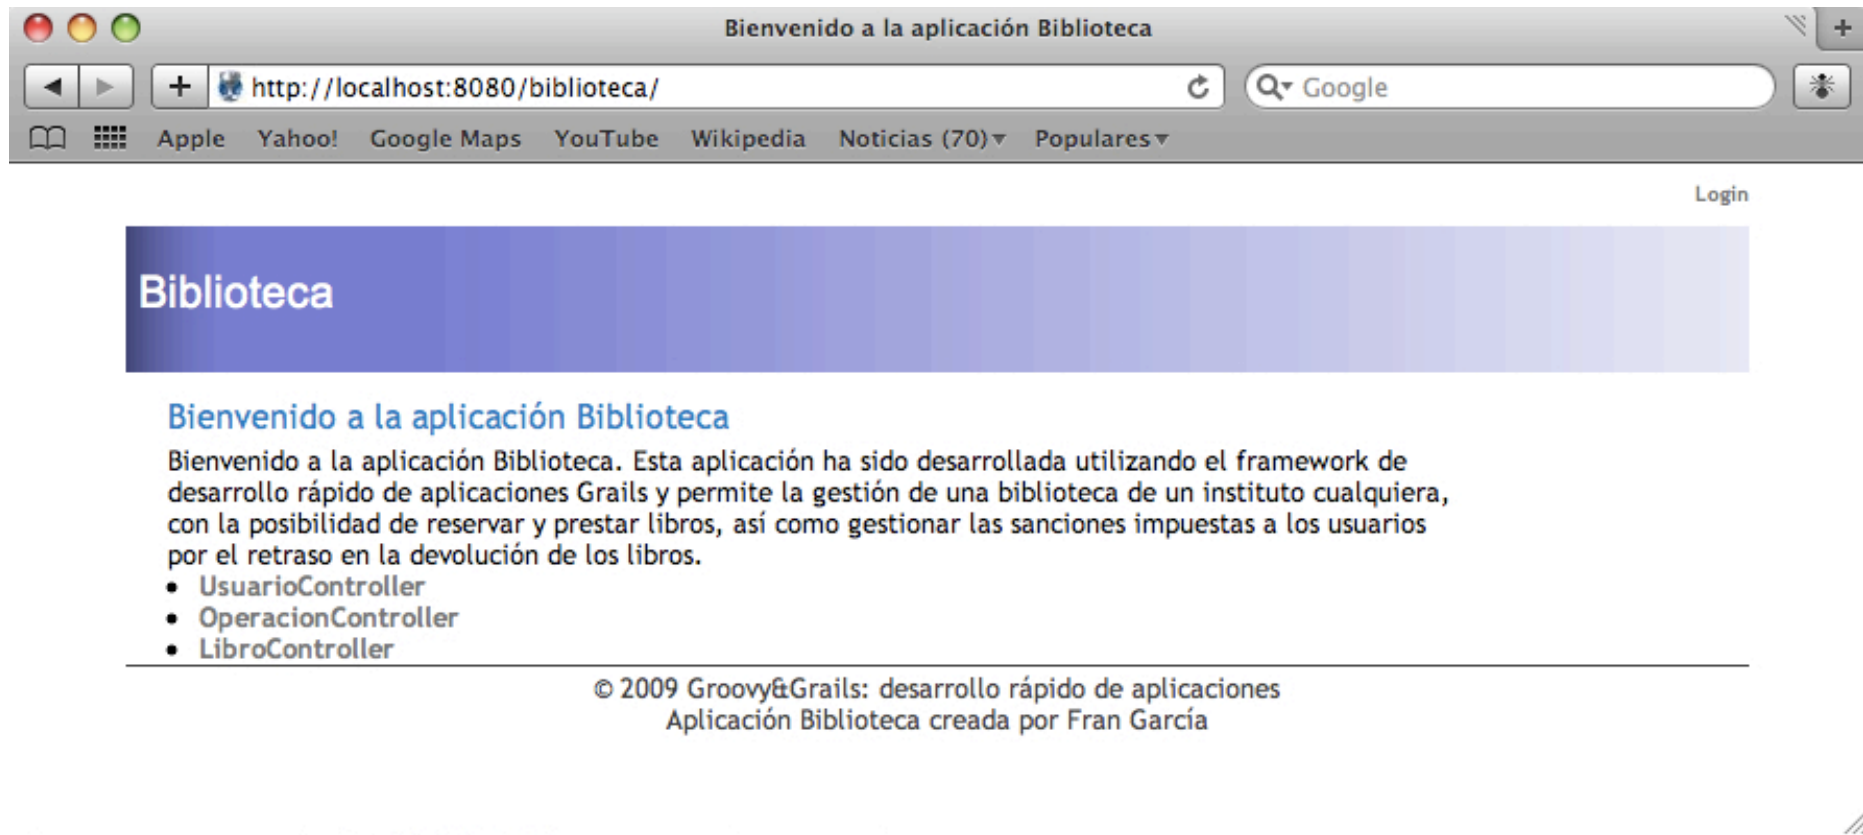 Bienvenido a la aplicación Biblioteca
http://localhost:8080/biblioteca/
Google
Apple Yahoo! Google Maps YouTube Wikipedia Noticias (70) Populares
Login
Biblioteca
Bienvenido a la aplicación Biblioteca
Bienvenido a la aplicación Biblioteca. Esta aplicación ha sido desarrollada utilizando el framework de
desarrollo rápido de aplicaciones Grails y permite la gestión de una biblioteca de un instituto cualquiera,
con la posibilidad de reservar y prestar libros, así como gestionar las sanciones impuestas a los usuarios
por el retraso en la devolución de los libros.
• UsuarioController
• OperacionController
• LibroController
© 2009 Groovy&Grails: desarrollo rápido de aplicaciones
Aplicación Biblioteca creada por Fran García